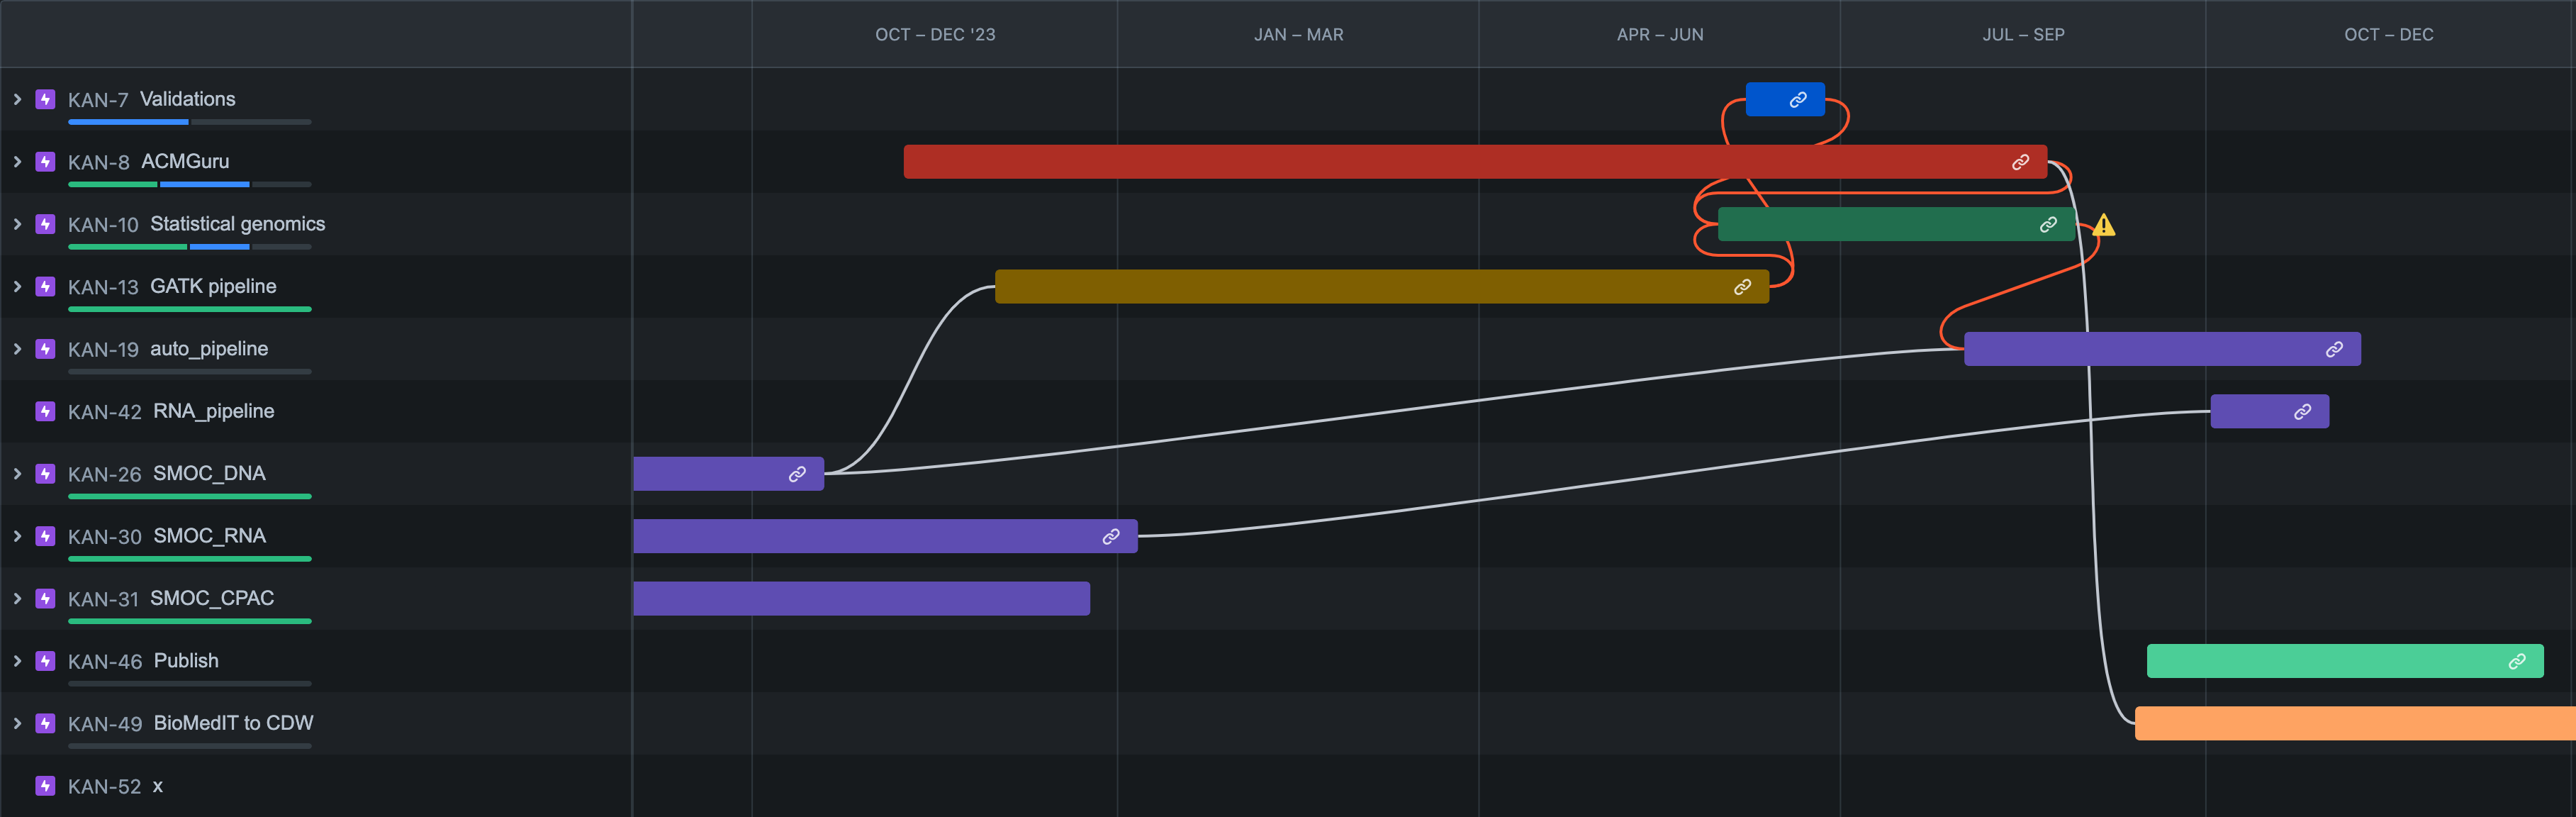 OCT – DEC '23
JAN – MAR
APR – JUN
JUL – SEP
OCT – DEC
KAN-7 Validations
KAN-8 ACMGuru
KAN-10 Statistical genomics
KAN-13 GATK pipeline
KAN-19 auto_pipeline
KAN-42 RNA_pipeline
KAN-26 SMOC_DNA
KAN-30 SMOC_RNA
KAN-31 SMOC_CPAC
KAN-46 Publish
KAN-49 BioMedIT to CDW
KAN-52 x